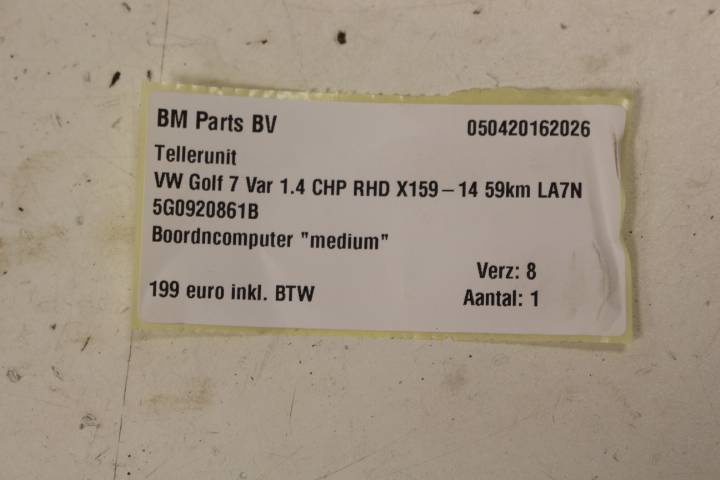 BM Parts BV 050420162026
Tellerunit
VW Golf 7 Var 1.4 CHP RHD X159 – 14 59km LA7N
5G0920861B
Boordncomputer "medium"
Verz: 8
199 euro inkl. BTW Aantal: 1